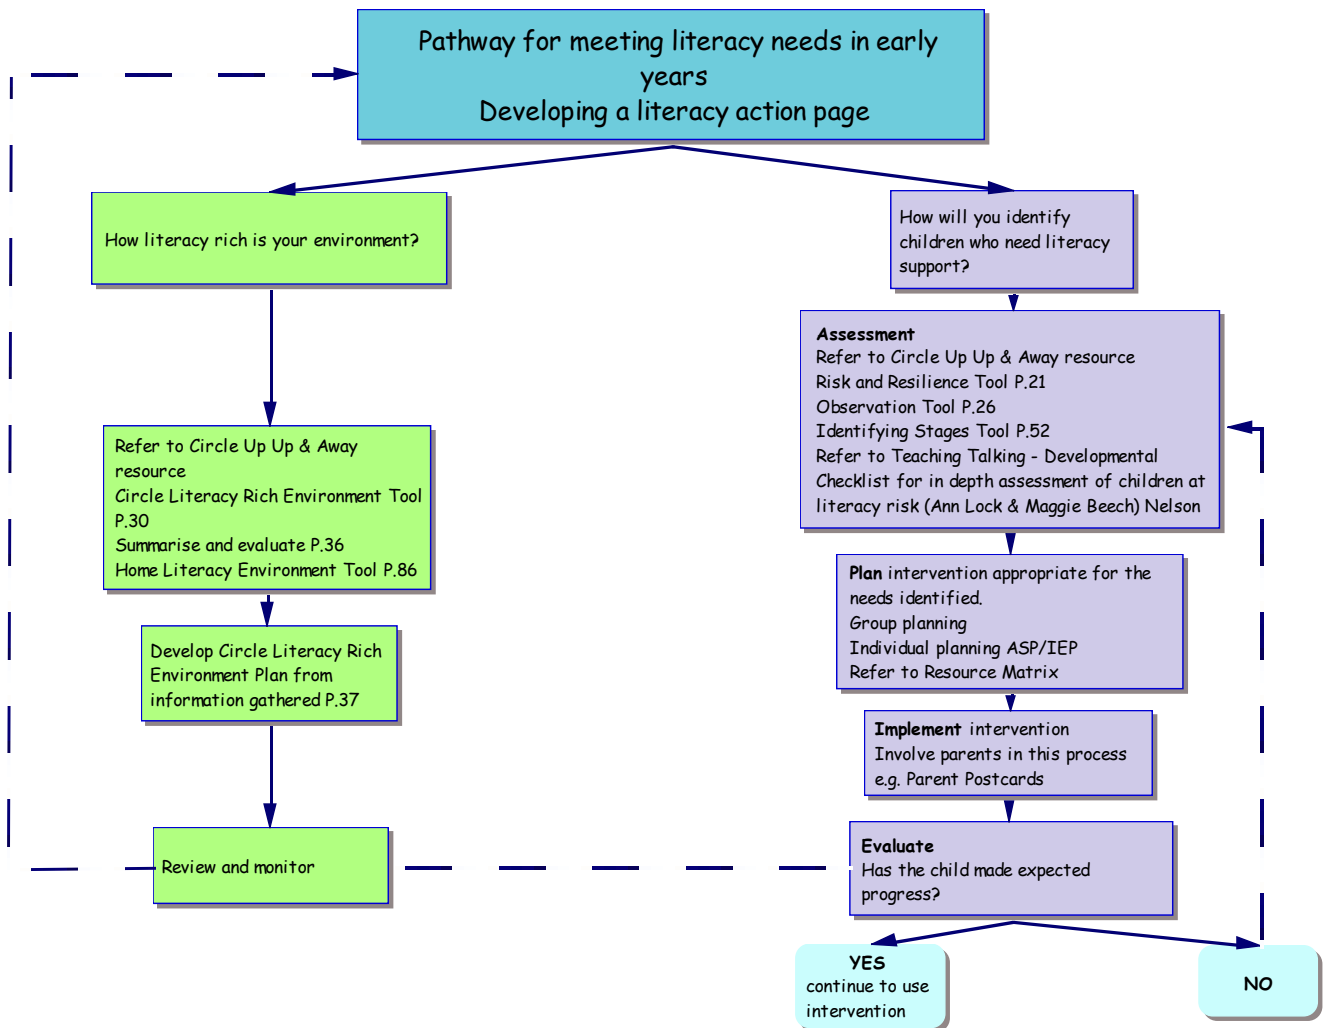 Pathway for meeting literacy needs in early
years
Developing a literacy action page
How literacy rich is your environment?
Refer to Circle Up Up & Away
resource
Circle Literacy Rich Environment Tool
P.30
Summarise and evaluate P.36
Home Literacy Environment Tool P.86
Develop Circle Literacy Rich
Environment Plan from
information gathered P.37
Review and monitor
How will you identify
children who need literacy
support?
Assessment
Refer to Circle Up Up & Away resource
Risk and Resilience Tool P.21
Observation Tool P.26
Identifying Stages Tool P.52
Refer to Teaching Talking - Developmental
Checklist for in depth assessment of children at
literacy risk (Ann Lock & Maggie Beech) Nelson
Plan intervention appropriate for the
needs identified.
Group planning
Individual planning ASP/IEP
Refer to Resource Matrix
Implement intervention
Involve parents in this process
e.g. Parent Postcards
Evaluate
Has the child made expected
progress?
YES
continue to use
intervention
NO